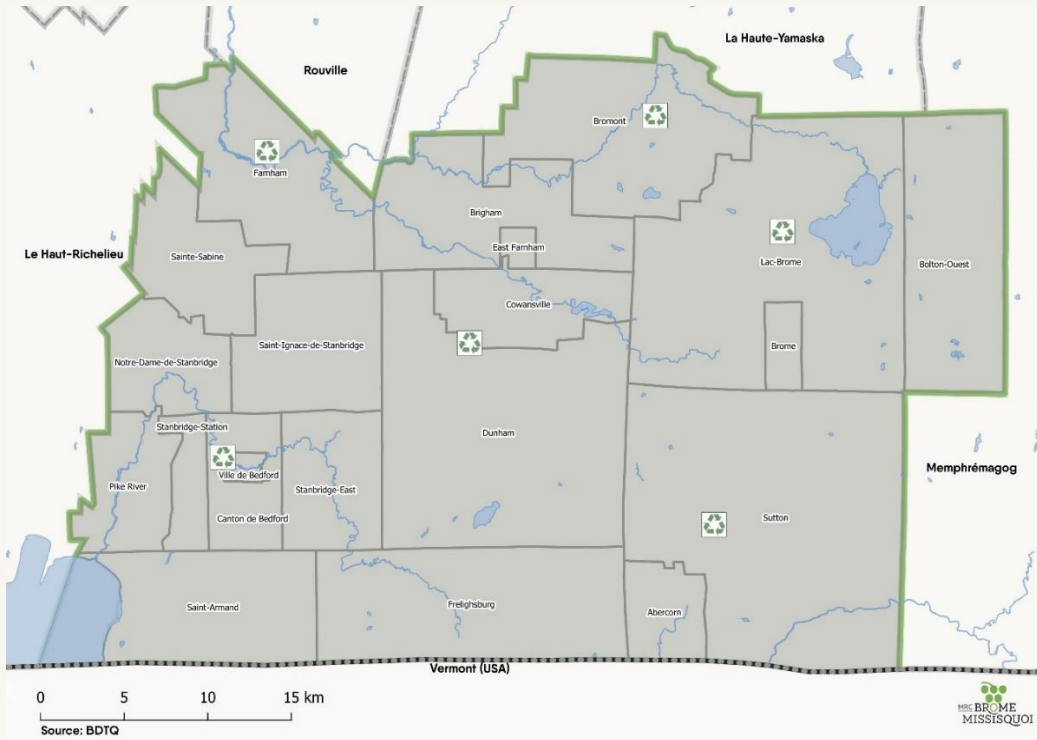 La Haute-Yamaska
Rouville
Bromont
Farnham
Brigham
East Farnham
Le Haut-Richelieu
Sainte-Sabine
Lac-Brome
Bolton-Ouest
Cowansville
Saint-Ignace-de-Stanbridge
Brome
Notre-Dame-de-Stanbridge
Stanbridge-Station
Dunham
Memphrémagog
Ville de Bedford
Pike River
Stanbridge-East
Canton de Bedford
Sutton
Saint-Armand
Frelighsburg
Abercorn
Vermont (USA)
0 5 10 15 km
Source: BDTQ
MRC BROME
MISSISQUOI